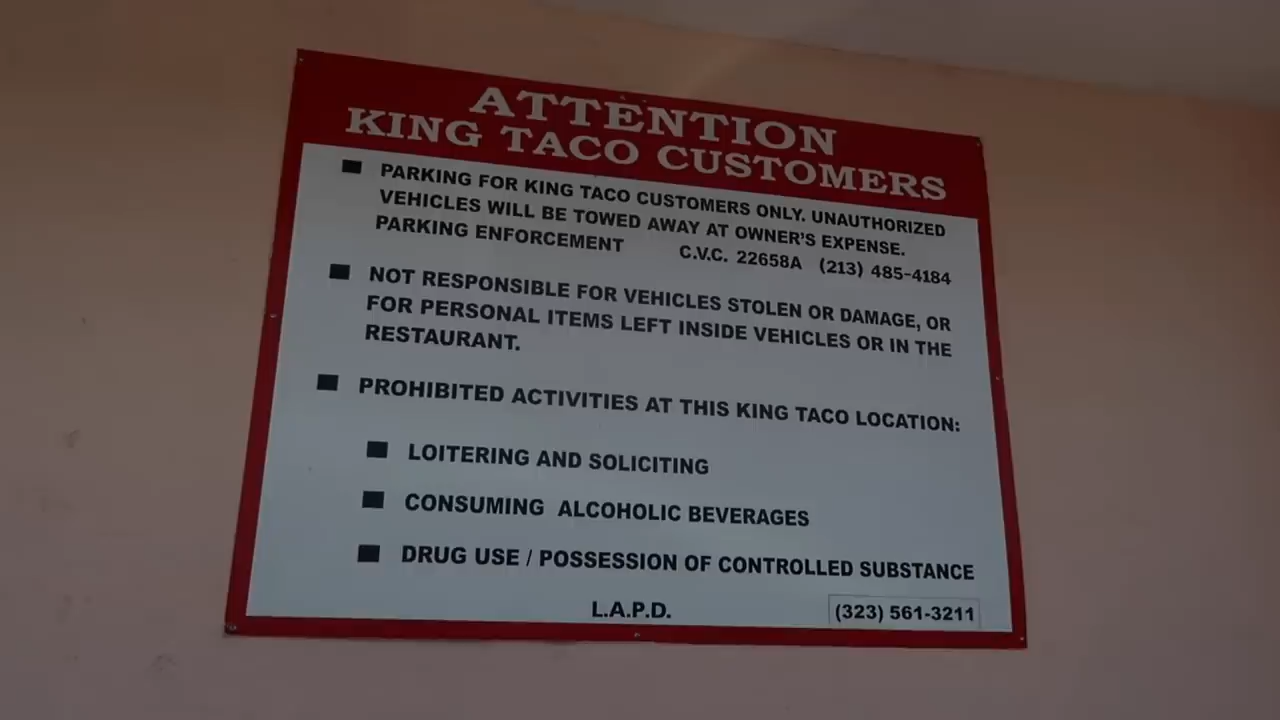 ATTENTION
KING TACO CUSTOMERS
PARKING FOR KING TACO CUSTOMERS ONLY. UNAUTHORIZED
VEHICLES WILL BE TOWED AWAY AT OWNER'S EXPENSE.
PARKING ENFORCEMENT C.V.C. 22658A (213) 485-4184
NOT RESPONSIBLE FOR VEHICLES STOLEN OR DAMAGE, OR
FOR PERSONAL ITEMS LEFT INSIDE VEHICLES OR IN THE
RESTAURANT.
PROHIBITED ACTIVITIES AT THIS KING TACO LOCATION:
LOITERING AND SOLICITING
CONSUMING ALCOHOLIC BEVERAGES
DRUG USE / POSSESSION OF CONTROLLED SUBSTANCE
L.A.P.D. (323) 561-3211